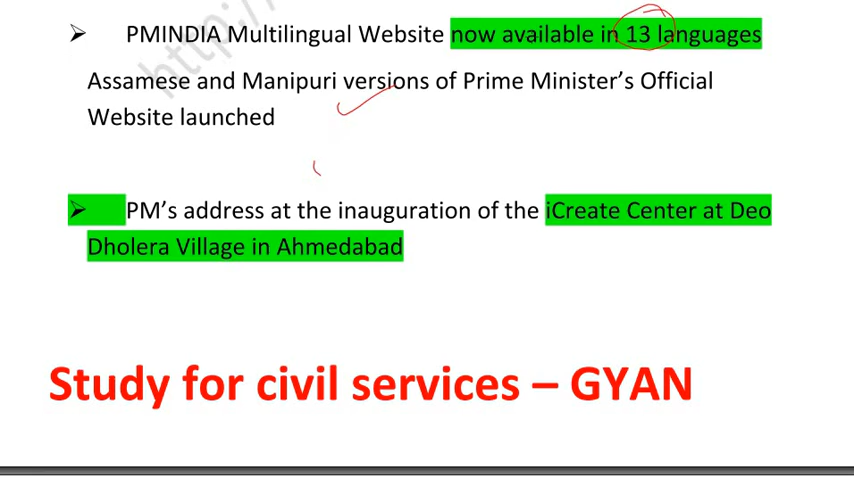 http:/
➢ PMINDIA Multilingual Website now available in 13 languages
Assamese and Manipuri versions of Prime Minister’s Official
Website launched
➢ PM’s address at the inauguration of the iCreate Center at Deo
Dholera Village in Ahmedabad
Study for civil services – GYAN